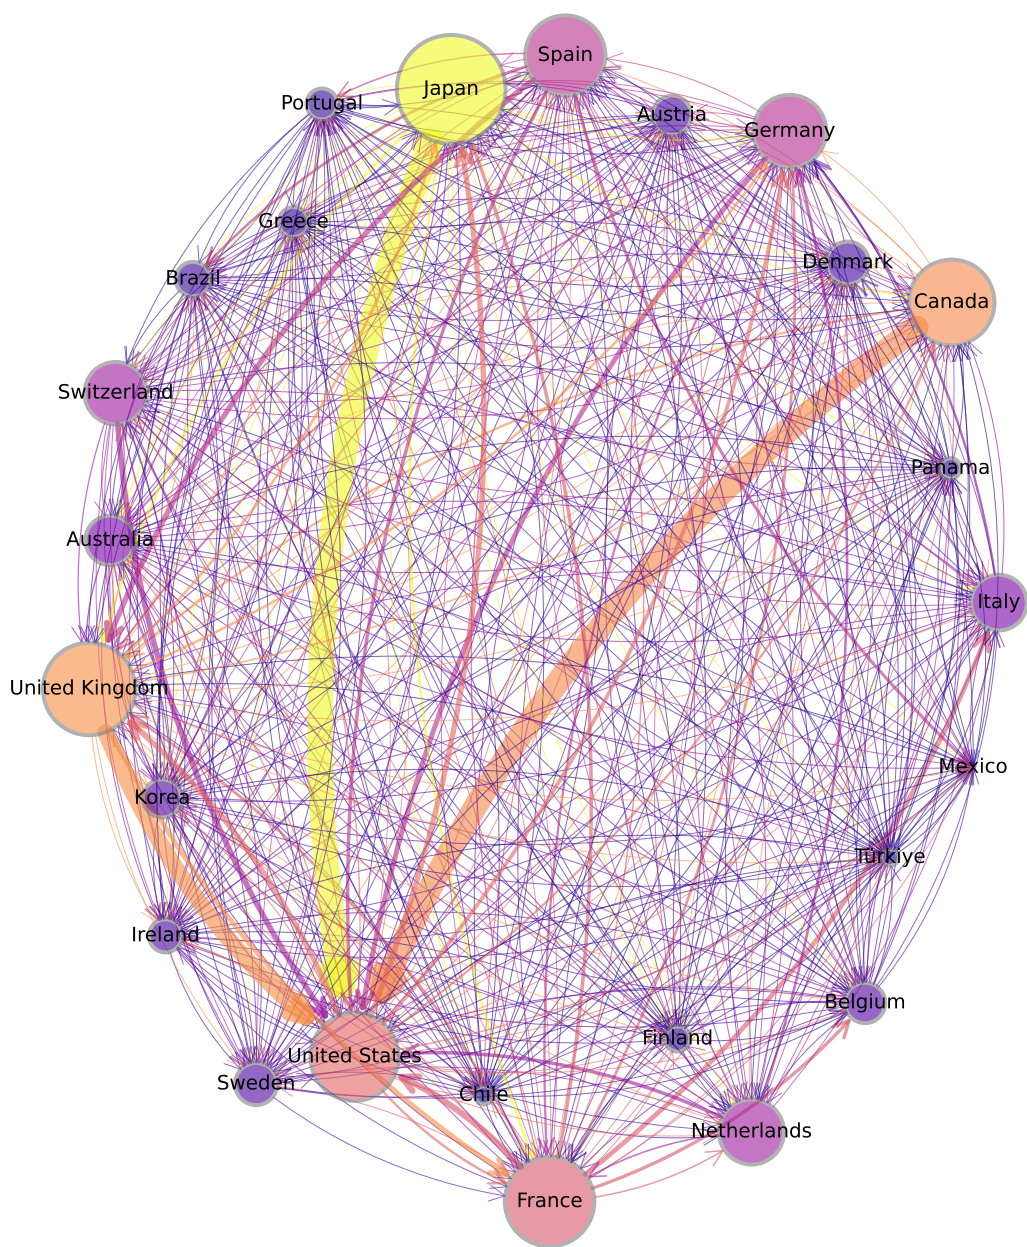 Spain
Japan
Portugal
Austria
Germany
Greece
Denmark
Brazil
Canada
Switzerland
Panama
Australia
Italy
United Kingdom
Mexico
Korea
Türkiye
Ireland
Belgium
Finland
United States
Sweden
Chile
Netherlands
France